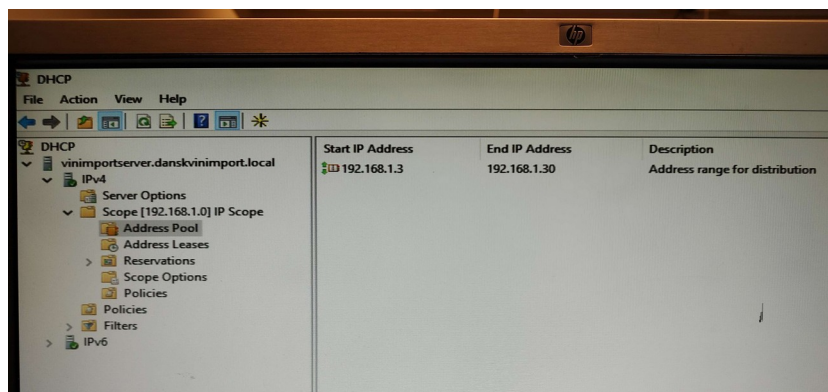 hp
DHCP
File Action View Help
DHCP
vinimportserver.danskvinimport.local
IPv4
Server Options
Scope [192.168.1.0] IP Scope
Address Pool
Address Leases
Reservations
Scope Options
Policies
Policies
Filters
IPv6
Start IP Address End IP Address Description
192.168.1.3 192.168.1.30 Address range for distribution